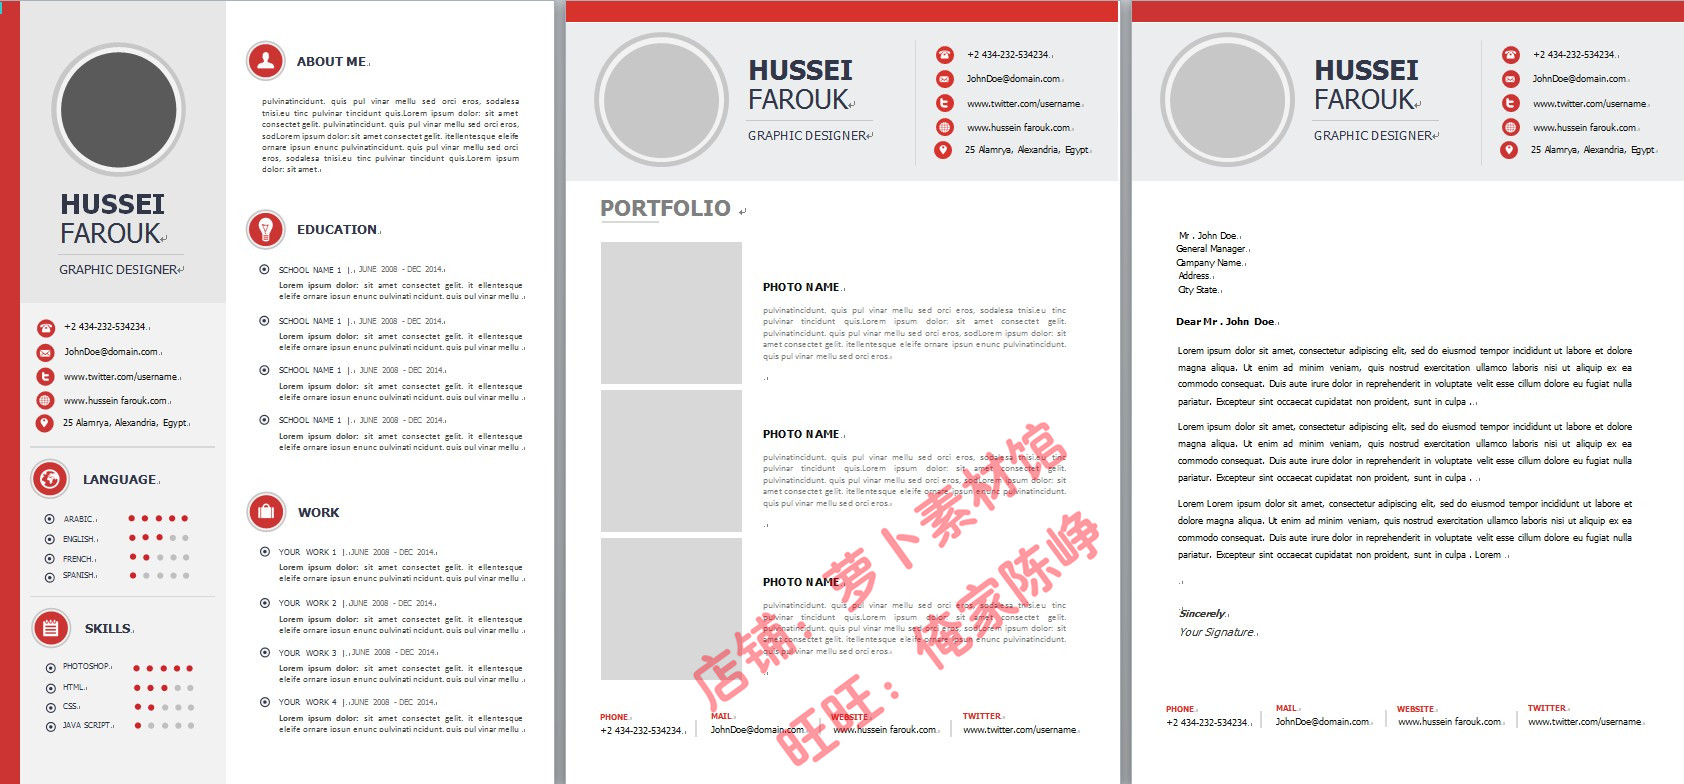 HUSSEI
FAROUK
GRAPHIC DESIGNER
+2 434-232-534234.
JohnDoe@domain.com
www.twitter.com/username
www.hussein farouk.com
25 Alamrya, Alexandria, Egypt
LANGUAGE
ARABIC
ENGLISH
FRENCH
SPANISH
SKILLS
PHOTOSHOP
HTML
CSS
JAVA SCRIPT
ABOUT ME
pulvinatincidunt. quis pul vinar mellu sed orci eros, sodalesa
tnisi.eu tinc pulvinar tincidunt quis.Lorem ipsum dolor: sit
amet consectet gelit. pulvinatincidunt. quis pul vinar mellu sed
orci eros, sodLorem ipsum dolor: sit amet consectet gelit. itellentesque eleife
ornare ipsun enunc pulvinatincidunt. quis pul vinar mellu sed orci
eros, sodalesa tnisi.eu tinc pulvinar tincidunt quis.Lorem ipsum
dolor: sit amet.
EDUCATION
SCHOOL NAME 1 | JUNE 2008 - DEC 2014
Lorem ipsum dolor: sit amet consectet gelit. it ellentesque
eleife ornare ipsun enunc pulvinati ncidunt. quis pul vinar mellu .
SCHOOL NAME 1 | JUNE 2008 - DEC 2014
Lorem ipsum dolor: sit amet consectet gelit. it ellentesque
eleife ornare ipsun enunc pulvinati ncidunt. quis pul vinar mellu .
SCHOOL NAME 1 | JUNE 2008 - DEC 2014
Lorem ipsum dolor: sit amet consectet gelit. it ellentesque
eleife ornare ipsun enunc pulvinati ncidunt. quis pul vinar mellu .
SCHOOL NAME 1 | JUNE 2008 - DEC 2014
Lorem ipsum dolor: sit amet consectet gelit. it ellentesque
eleife ornare ipsun enunc pulvinati ncidunt. quis pul vinar mellu .
WORK
YOUR WORK 1 | JUNE 2008 - DEC 2014
Lorem ipsum dolor: sit amet consectet gelit. it ellentesque
eleife ornare ipsun enunc pulvinati ncidunt. quis pul vinar mellu .
YOUR WORK 2 | JUNE 2008 - DEC 2014
Lorem ipsum dolor: sit amet consectet gelit. it ellentesque
eleife ornare ipsun enunc pulvinati ncidunt. quis pul vinar mellu .
YOUR WORK 3 | JUNE 2008 - DEC 2014
Lorem ipsum dolor: sit amet consectet gelit. it ellentesque
eleife ornare ipsun enunc pulvinati ncidunt. quis pul vinar mellu .
YOUR WORK 4 | JUNE 2008 - DEC 2014
Lorem ipsum dolor: sit amet consectet gelit. it ellentesque
eleife ornare ipsun enunc pulvinati ncidunt. quis pul vinar mellu .
HUSSEI
FAROUK
GRAPHIC DESIGNER
+2 434-232-534234
JohnDoe@domain.com
www.twitter.com/username
www.hussein farouk.com
25 Alamrya, Alexandria, Egypt
PORTFOLIO
PHOTO NAME
pulvinatincidunt. quis pul vinar mellu sed orci eros, sodalesa tnisi.eu tinc
pulvinar tincidunt quis.Lorem ipsum dolor: sit amet consectet gelit.
pulvinatincidunt. quis pul vinar mellu sed orci eros, sodLorem ipsum dolor: sit
amet consectet gelit. itellentesque eleife ornare ipsun enunc pulvinatincidunt.
quis pul vinar mellu sed orci eros.
PHOTO NAME
pulvinatincidunt. quis pul vinar mellu sed orci eros, sodalesa tnisi.eu tinc
pulvinar tincidunt quis.Lorem ipsum dolor: sit amet consectet gelit.
pulvinatincidunt. quis pul vinar mellu sed orci eros, sodLorem ipsum dolor: sit
amet consectet gelit. itellentesque eleife ornare ipsun enunc pulvinatincidunt.
quis pul vinar mellu sed orci eros.
PHOTO NAME
pulvinatincidunt. quis pul vinar mellu sed orci eros, sodalesa tnisi.eu tinc
pulvinar tincidunt quis.Lorem ipsum dolor: sit amet consectet gelit.
pulvinatincidunt. quis pul vinar mellu sed orci eros, sodLorem ipsum dolor: sit
amet consectet gelit. itellentesque eleife ornare ipsun enunc pulvinatincidunt.
quis pul vinar mellu sed orci eros.
店铺：萝卜素材馆
旺旺：俺家陈峥
PHONE
+2 434-232-534234
MAIL
JohnDoe@domain.com
WEBSITE
www.hussein farouk.com
TWITTER
www.twitter.com/username
HUSSEI
FAROUK
GRAPHIC DESIGNER
+2 434-232-534234
JohnDoe@domain.com
www.twitter.com/username
www.hussein farouk.com
25 Alamrya, Alexandria, Egypt
Mr . John Doe
General Manager
Campany Name
Address
City State
Dear Mr . John Doe
Lorem ipsum dolor sit amet, consectetur adipiscing elit, sed do eiusmod tempor incididunt ut labore et dolore
magna aliqua. Ut enim ad minim veniam, quis nostrud exercitation ullamco laboris nisi ut aliquip ex ea
commodo consequat. Duis aute irure dolor in reprehenderit in voluptate velit esse cillum dolore eu fugiat nulla
pariatur. Excepteur sint occaecat cupidatat non proident, sunt in culpa .
Lorem ipsum dolor sit amet, consectetur adipiscing elit, sed do eiusmod tempor incididunt ut labore et dolore
magna aliqua. Ut enim ad minim veniam, quis nostrud exercitation ullamco laboris nisi ut aliquip ex ea
commodo consequat. Duis aute irure dolor in reprehenderit in voluptate velit esse cillum dolore eu fugiat nulla
pariatur. Excepteur sint occaecat cupidatat non proident, sunt in culpa .
Lorem Lorem ipsum dolor sit amet, consectetur adipiscing elit, sed do eiusmod tempor incididunt ut labore et
dolore magna aliqua. Ut enim ad minim veniam, quis nostrud exercitation ullamco laboris nisi ut aliquip ex ea
commodo consequat. Duis aute irure dolor in reprehenderit in voluptate velit esse cillum dolore eu fugiat nulla
pariatur. Excepteur sint occaecat cupidatat non proident, sunt in culpa . Lorem .
Sincerely
Your Signature
PHONE
+2 434-232-534234
MAIL
JohnDoe@domain.com
WEBSITE
www.hussein farouk.com
TWITTER
www.twitter.com/username